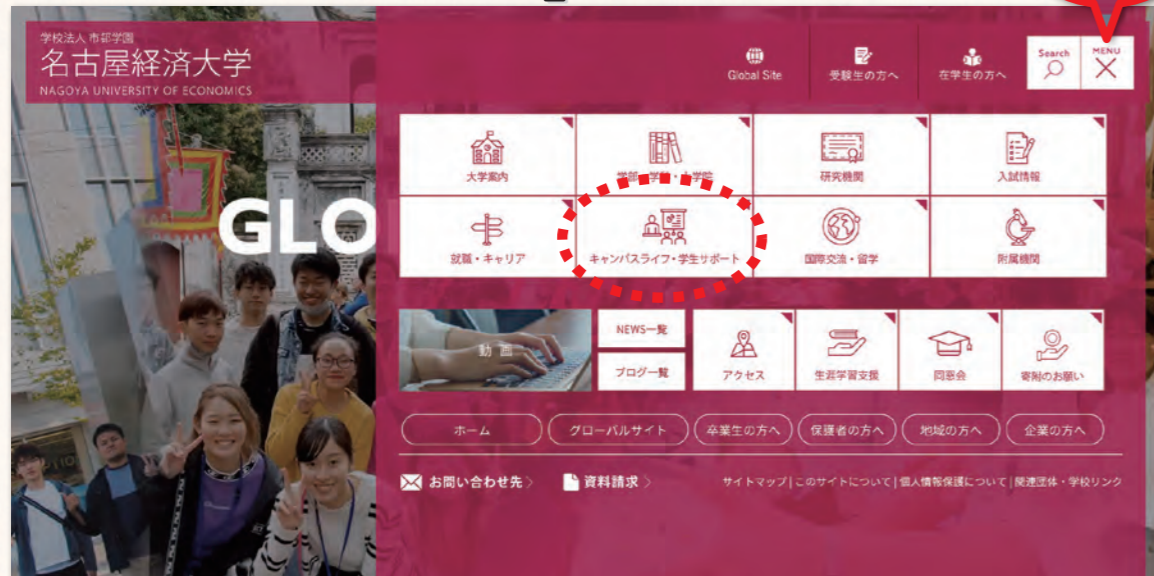 学校法人 市邨学園
名古屋経済大学
NAGOYA UNIVERSITY OF ECONOMICS
Global Site
受験生の方へ
在学生の方へ
Search
MENU
GLO
大学案内
学部・学科・大学院
研究機関
入試情報
就職・キャリア
キャンパスライフ・学生サポート
国際交流・留学
附属機関
動画
NEWS一覧
ブログ一覧
アクセス
生涯学習支援
同窓会
寄附のお願い
ホーム
グローバルサイト
卒業生の方へ
保護者の方へ
地域の方へ
企業の方へ
お問い合わせ先
資料請求
サイトマップ | このサイトについて | 個人情報保護について | 関連団体・学校リンク